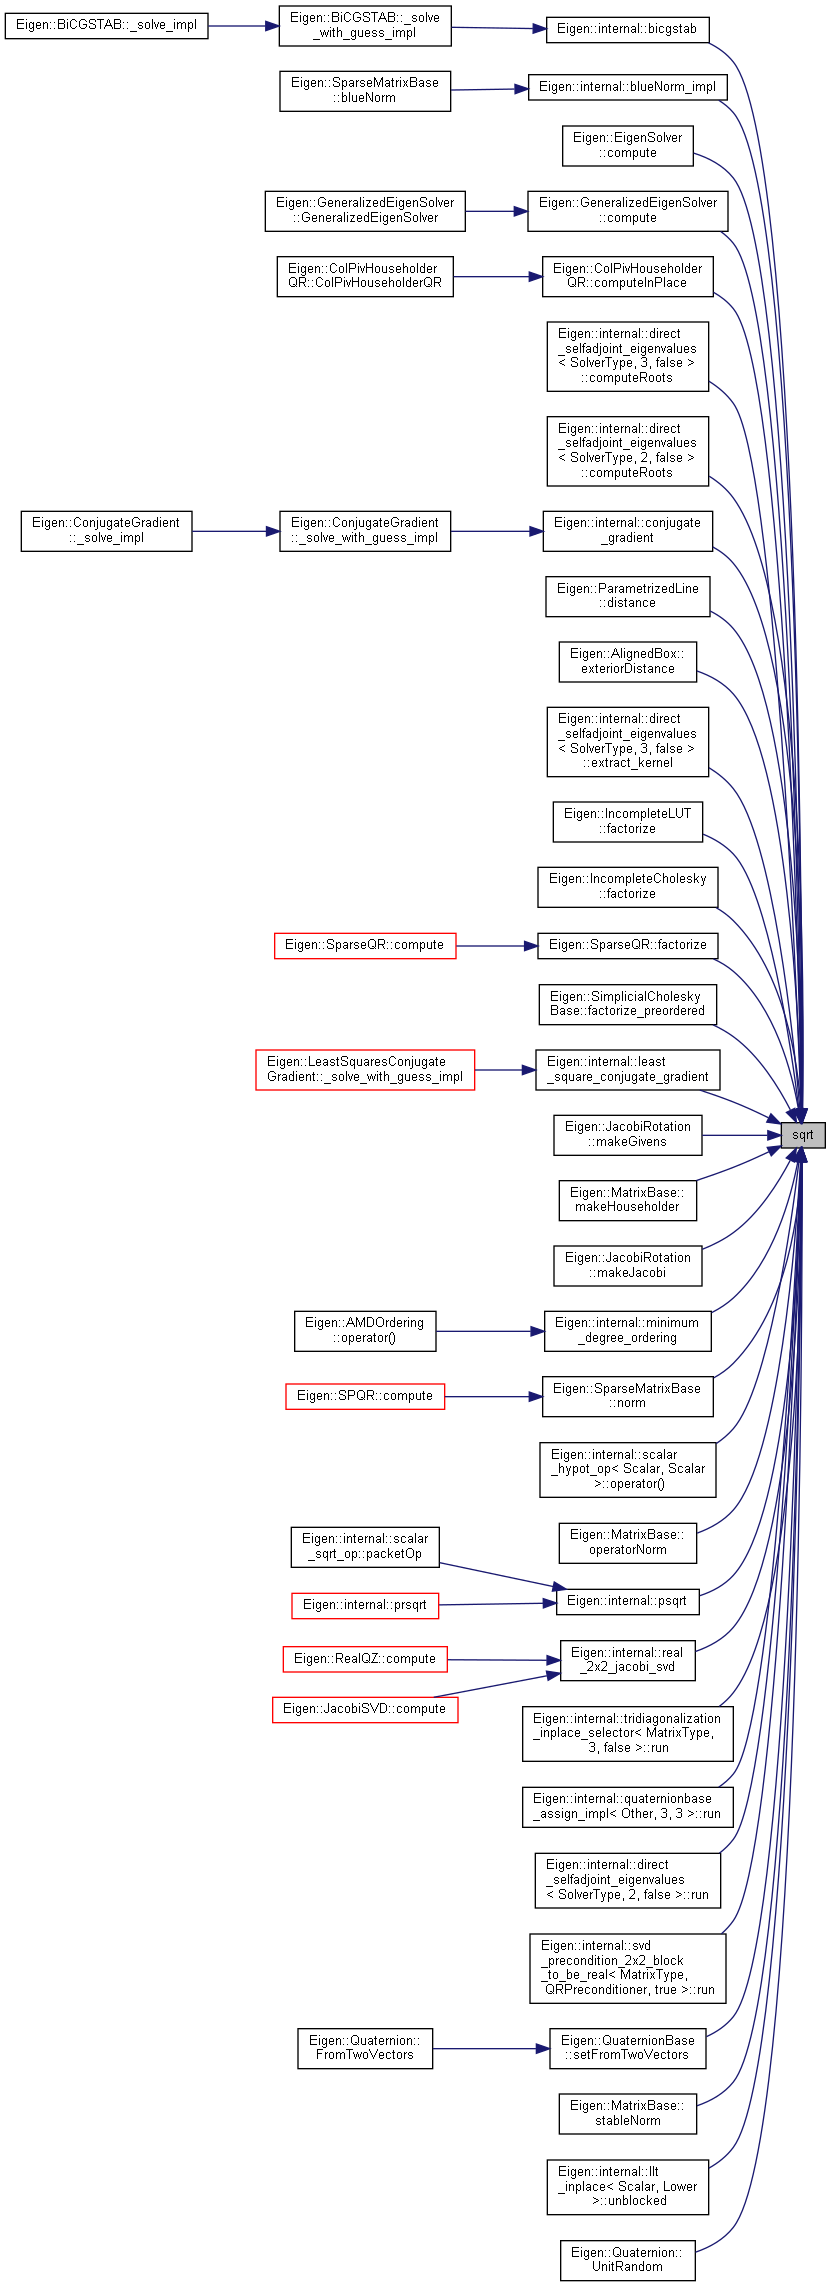 Eigen::BiCGSTAB::_solve_impl
Eigen::BiCGSTAB::_solve
_with_guess_impl
Eigen::internal::bicgstab
Eigen::SparseMatrixBase
::blueNorm
Eigen::internal::blueNorm_impl
Eigen::EigenSolver
::compute
Eigen::GeneralizedEigenSolver
::GeneralizedEigenSolver
Eigen::GeneralizedEigenSolver
::compute
Eigen::ColPivHouseholder
QR::ColPivHouseholderQR
Eigen::ColPivHouseholder
QR::computeInPlace
Eigen::internal::direct
_selfadjoint_eigenvalues
< SolverType, 3, false >
::computeRoots
Eigen::internal::direct
_selfadjoint_eigenvalues
< SolverType, 2, false >
::computeRoots
Eigen::ConjugateGradient
::_solve_impl
Eigen::ConjugateGradient
::_solve_with_guess_impl
Eigen::internal::conjugate
_gradient
Eigen::ParametrizedLine
::distance
Eigen::AlignedBox::
exteriorDistance
Eigen::internal::direct
_selfadjoint_eigenvalues
< SolverType, 3, false >
::extract_kernel
Eigen::IncompleteLUT
::factorize
Eigen::IncompleteCholesky
::factorize
Eigen::SparseQR::compute
Eigen::SparseQR::factorize
Eigen::SimplicialCholesky
Base::factorize_preordered
Eigen::LeastSquaresConjugate
Gradient::_solve_with_guess_impl
Eigen::internal::least
_square_conjugate_gradient
Eigen::JacobiRotation
::makeGivens
sqrt
Eigen::MatrixBase::
makeHouseholder
Eigen::JacobiRotation
::makeJacobi
Eigen::AMDOrdering
::operator()
Eigen::internal::minimum
_degree_ordering
Eigen::SPQR::compute
Eigen::SparseMatrixBase
::norm
Eigen::internal::scalar
_hypot_op< Scalar, Scalar
>::operator()
Eigen::MatrixBase::
operatorNorm
Eigen::internal::scalar
_sqrt_op::packetOp
Eigen::internal::prsqrt
Eigen::internal::psqrt
Eigen::RealQZ::compute
Eigen::JacobiSVD::compute
Eigen::internal::real
_2x2_jacobi_svd
Eigen::internal::tridiagonalization
_inplace_selector< MatrixType,
3, false >::run
Eigen::internal::quaternionbase
_assign_impl< Other, 3, 3 >::run
Eigen::internal::direct
_selfadjoint_eigenvalues
< SolverType, 2, false >::run
Eigen::internal::svd
_precondition_2x2_block
_to_be_real< MatrixType,
QRPreconditioner, true >::run
Eigen::Quaternion::
FromTwoVectors
Eigen::QuaternionBase
::setFromTwoVectors
Eigen::MatrixBase::
stableNorm
Eigen::internal::llt
_inplace< Scalar, Lower
>::unblocked
Eigen::Quaternion::
UnitRandom